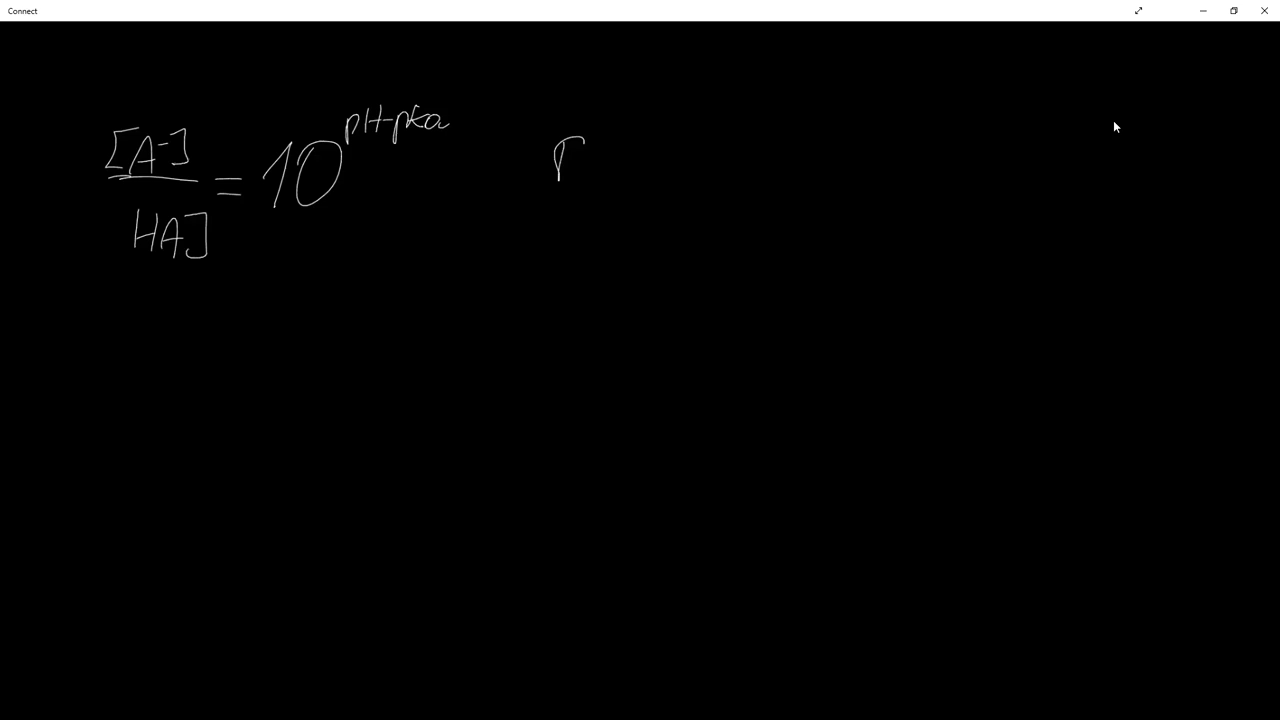 Connect
[A⁻] / HA] = 10^pH-pka